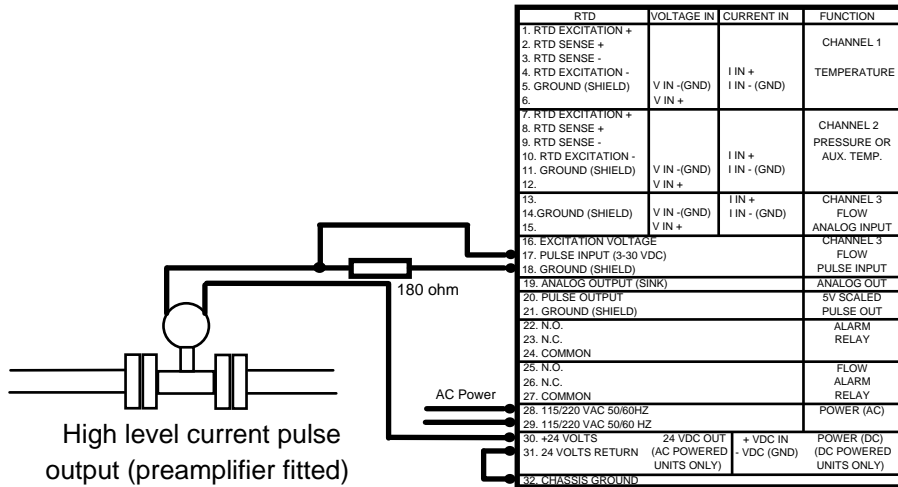 RTD VOLTAGE IN CURRENT IN FUNCTION
1. RTD EXCITATION +
2. RTD SENSE + CHANNEL 1
3. RTD SENSE -
4. RTD EXCITATION - I IN + TEMPERATURE
5. GROUND (SHIELD) V IN -(GND) I IN - (GND)
6. V IN +
7. RTD EXCITATION +
8. RTD SENSE + CHANNEL 2
9. RTD SENSE - PRESSURE OR
10. RTD EXCITATION - I IN + AUX. TEMP.
11. GROUND (SHIELD) V IN -(GND) I IN - (GND)
12. V IN +
13. I IN + CHANNEL 3
14.GROUND (SHIELD) V IN -(GND) I IN - (GND) FLOW
15. V IN + ANALOG INPUT
16. EXCITATION VOLTAGE CHANNEL 3
17. PULSE INPUT (3-30 VDC) FLOW
18. GROUND (SHIELD) PULSE INPUT
19. ANALOG OUTPUT (SINK) ANALOG OUT
20. PULSE OUTPUT 5V SCALED
21. GROUND (SHIELD) PULSE OUT
22. N.O. ALARM
23. N.C. RELAY
24. COMMON
25. N.O. FLOW
26. N.C. ALARM
27. COMMON RELAY
28. 115/220 VAC 50/60HZ POWER (AC)
29. 115/220 VAC 50/60 HZ
30. +24 VOLTS 24 VDC OUT + VDC IN POWER (DC)
31. 24 VOLTS RETURN (AC POWERED - VDC (GND) (DC POWERED
UNITS ONLY) UNITS ONLY)
32. CHASSIS GROUND
180 ohm
AC Power
High level current pulse
output (preamplifier fitted)